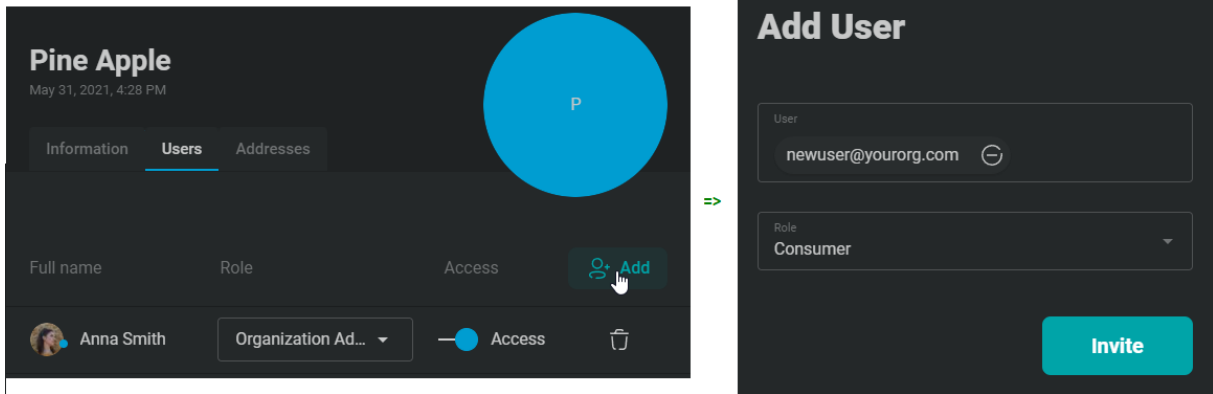 Pine Apple
May 31, 2021, 4:28 PM
P
Information Users Addresses
Full name Role Access Add
Anna Smith Organization Ad... Access
=>
Add User
User
newuser@yourorg.com
Role
Consumer
Invite